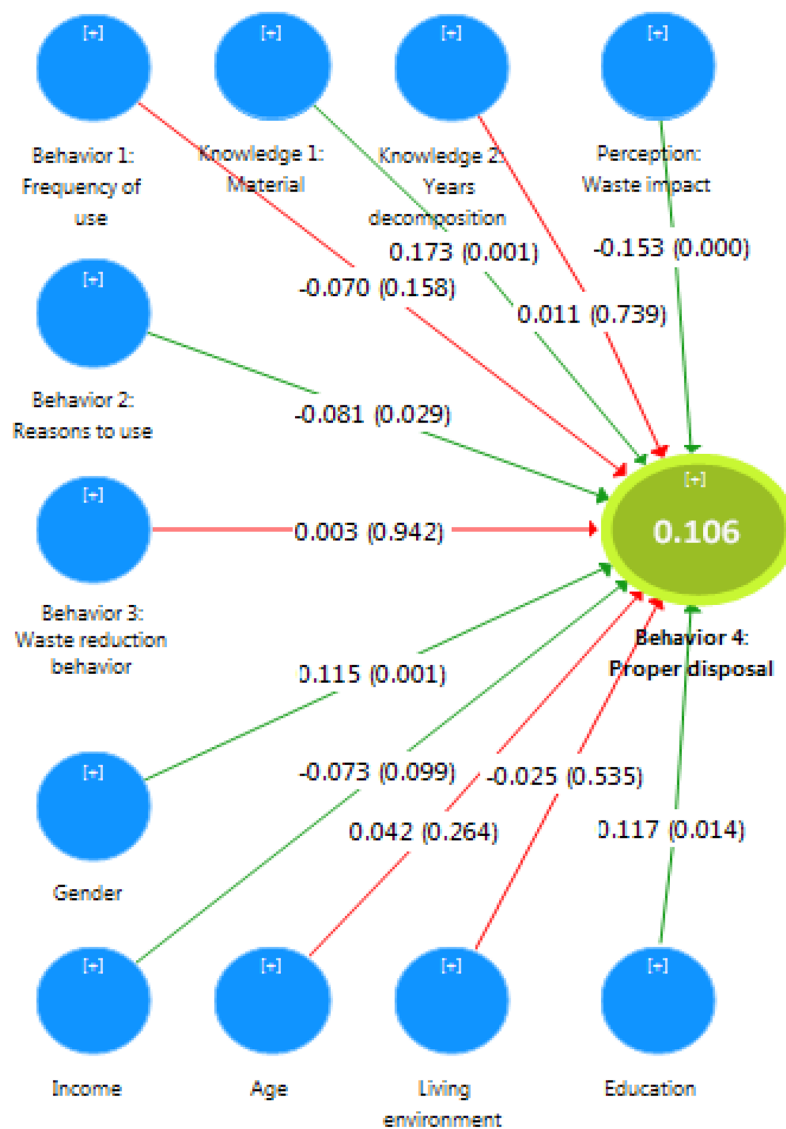 [+]
[+]
[+]
[+]
Behavior 1:
Frequency of
use
Knowledge 1:
Material
Knowledge 2:
Years
decomposition
Perception:
Waste impact
0.173 (0.001)
-0.153 (0.000)
-0.070 (0.158)
0.011 (0.739)
[+]
Behavior 2:
Reasons to use
-0.081 (0.029)
[+]
0.106
[+]
0.003 (0.942)
Behavior 3:
Waste reduction
behavior
Behavior 4:
Proper disposal
0.115 (0.001)
[+]
Gender
-0.073 (0.099)
-0.025 (0.535)
0.042 (0.264)
0.117 (0.014)
[+]
[+]
[+]
[+]
Income
Age
Living
environment
Education